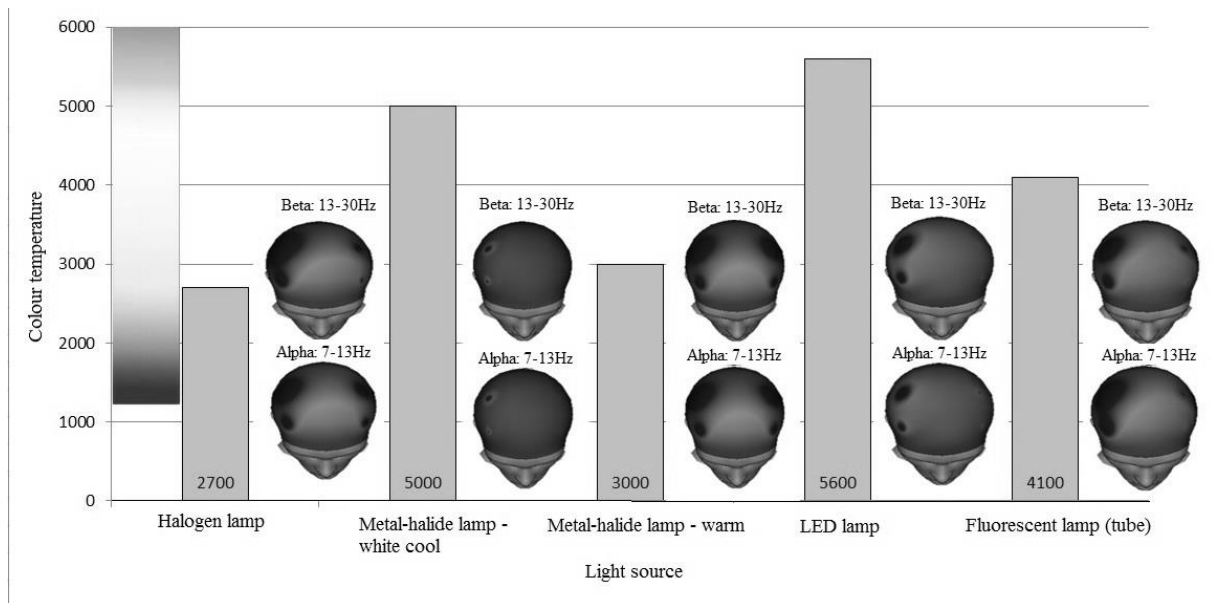 6000
5000
4000
3000
2000
1000
0
Colour temperature
Beta: 13-30Hz
Beta: 13-30Hz
Beta: 13-30Hz
Beta: 13-30Hz
Beta: 13-30Hz
Alpha: 7-13Hz
Alpha: 7-13Hz
Alpha: 7-13Hz
Alpha: 7-13Hz
Alpha: 7-13Hz
2700
5000
3000
5600
4100
Halogen lamp
Metal-halide lamp -
white cool
Metal-halide lamp - warm
LED lamp
Fluorescent lamp (tube)
Light source